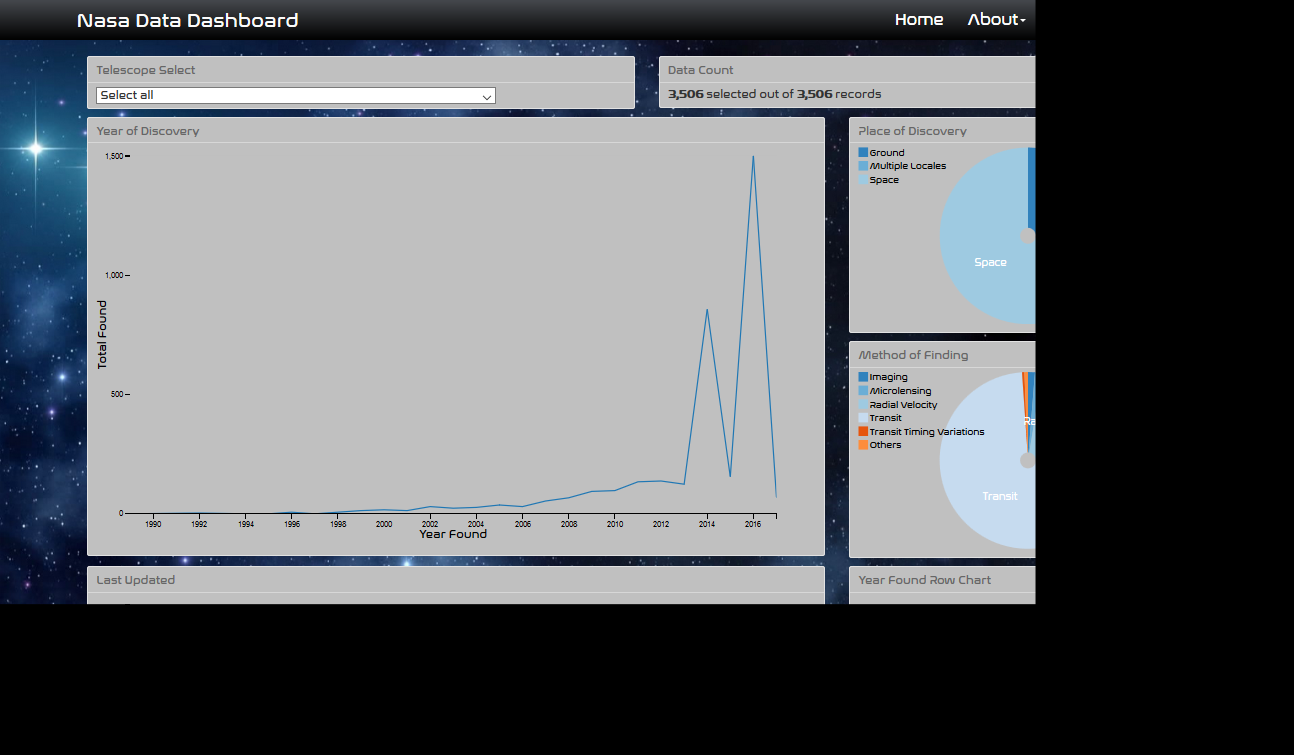 Nasa Data Dashboard
Home About
Telescope Select
Select all
Data Count
3,506 selected out of 3,506 records
Year of Discovery
1,500
1,000
500
0
Total Found
1990 1992 1994 1996 1998 2000 2002 2004 2006 2008 2010 2012 2014 2016
Year Found
Place of Discovery
Ground
Multiple Locales
Space
Space
Method of Finding
Imaging
Microlensing
Radial Velocity
Transit
Transit Timing Variations
Others
Ra
Transit
Last Updated
Year Found Row Chart